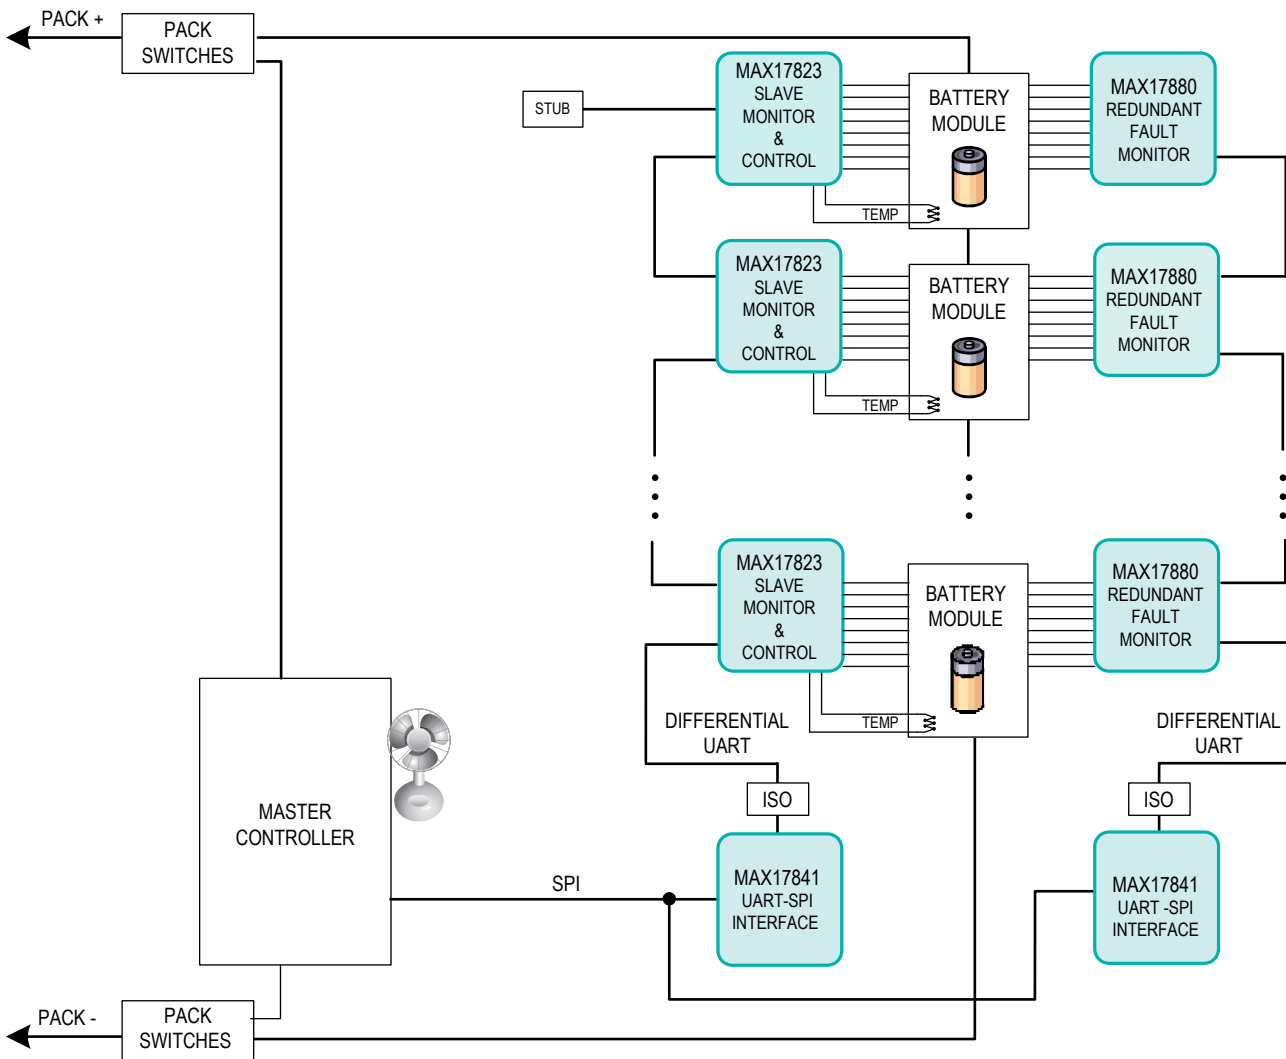 PACK +
PACK
SWITCHES
STUB
MAX17823
SLAVE
MONITOR
&
CONTROL
BATTERY
MODULE
MAX17880
REDUNDANT
FAULT
MONITOR
TEMP
MAX17823
SLAVE
MONITOR
&
CONTROL
BATTERY
MODULE
MAX17880
REDUNDANT
FAULT
MONITOR
TEMP
MAX17823
SLAVE
MONITOR
&
CONTROL
BATTERY
MODULE
MAX17880
REDUNDANT
FAULT
MONITOR
TEMP
DIFFERENTIAL
UART
DIFFERENTIAL
UART
ISO
ISO
MASTER
CONTROLLER
SPI
MAX17841
UART-SPI
INTERFACE
MAX17841
UART -SPI
INTERFACE
PACK -
PACK
SWITCHES